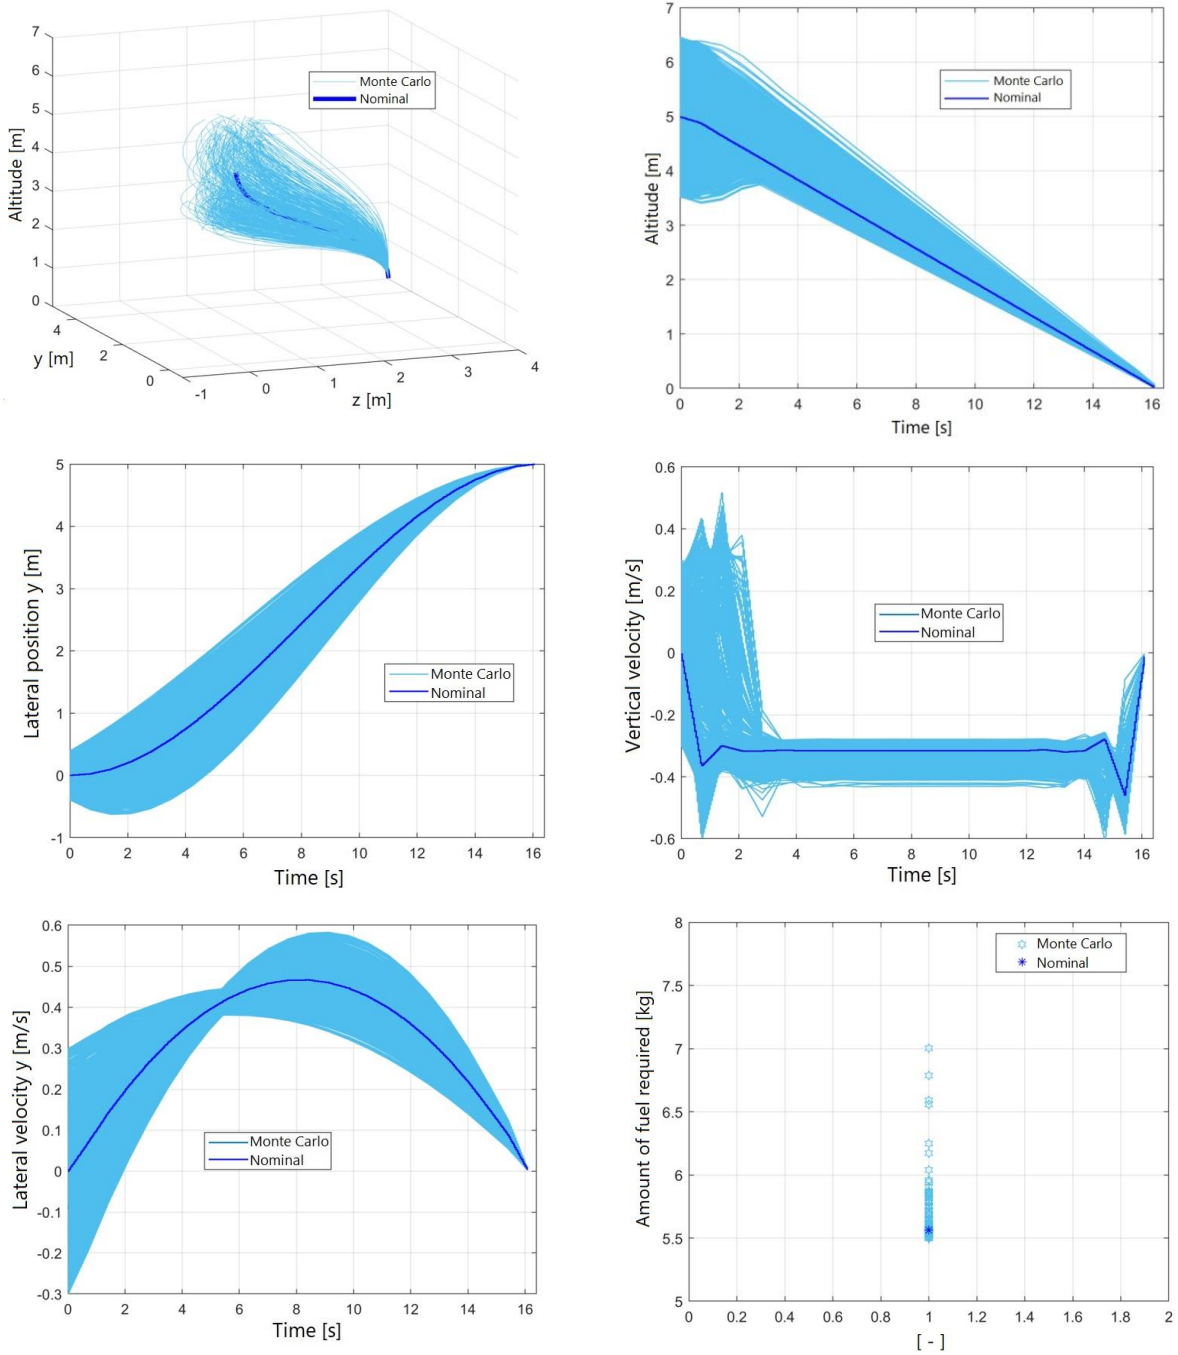 7
6
5
4
3
2
1
0
Altitude [m]
4
2
0
y [m]
-1
0
1
2
3
4
z [m]
Monte Carlo
Nominal
7
6
5
4
3
2
1
0
Altitude [m]
0 2 4 6 8 10 12 14 16
Time [s]
Monte Carlo
Nominal
5
4
3
2
1
0
-1
Lateral position y [m]
0 2 4 6 8 10 12 14 16
Time [s]
Monte Carlo
Nominal
0.6
0.4
0.2
0
-0.2
-0.4
-0.6
Vertical velocity [m/s]
0 2 4 6 8 10 12 14 16
Time [s]
Monte Carlo
Nominal
0.6
0.5
0.4
0.3
0.2
0.1
0
-0.1
-0.2
-0.3
Lateral velocity y [m/s]
0 2 4 6 8 10 12 14 16
Time [s]
Monte Carlo
Nominal
8
7.5
7
6.5
6
5.5
5
Amount of fuel required [kg]
0 0.2 0.4 0.6 0.8 1 1.2 1.4 1.6 1.8 2
[ - ]
Monte Carlo
Nominal